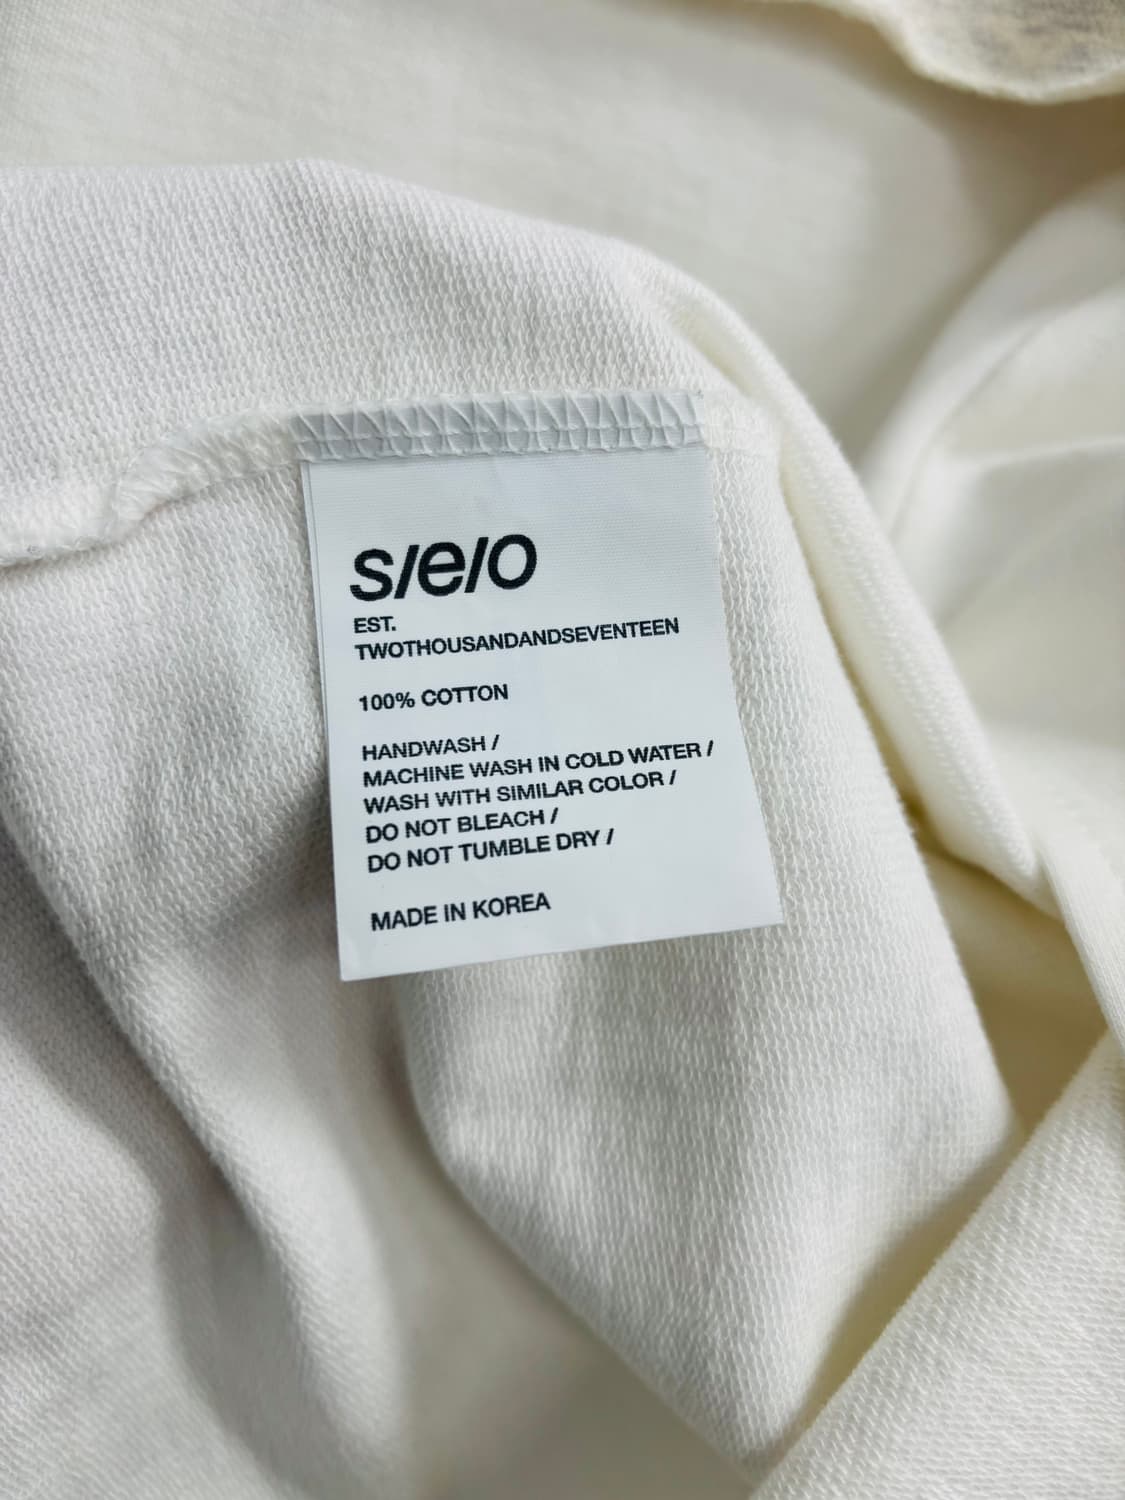 s/e/o
EST.
TWOTHOUSANDANDSEVENTEEN
100% COTTON
HANDWASH /
MACHINE WASH IN COLD WATER /
WASH WITH SIMILAR COLOR /
DO NOT BLEACH /
DO NOT TUMBLE DRY /
MADE IN KOREA